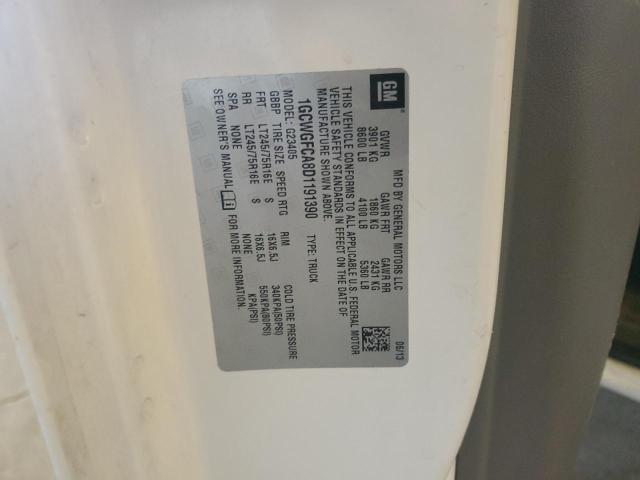 GM
MFD BY GENERAL MOTORS LLC
06/13
GVWR GAWR FRT GAWR RR
3901 KG 1860 KG 2431 KG
8600 LB 4100 LB 5360 LB
THIS VEHICLE CONFORMS TO ALL APPLICABLE U.S. FEDERAL MOTOR
VEHICLE SAFETY STANDARDS IN EFFECT ON THE DATE OF
MANUFACTURE SHOWN ABOVE.
1GCWGFCA8D1191390 TYPE: TRUCK
MODEL: G23405
GBBP TIRE SIZE SPEED RTG RIM COLD TIRE PRESSURE
FRT LT245/75R16E S 16X6.5J 340KPA(50PSI)
RR LT245/75R16E S 16X6.5J 550KPA(80PSI)
SPA NONE NONE KPA(PSI)
SEE OWNER'S MANUAL FOR MORE INFORMATION.